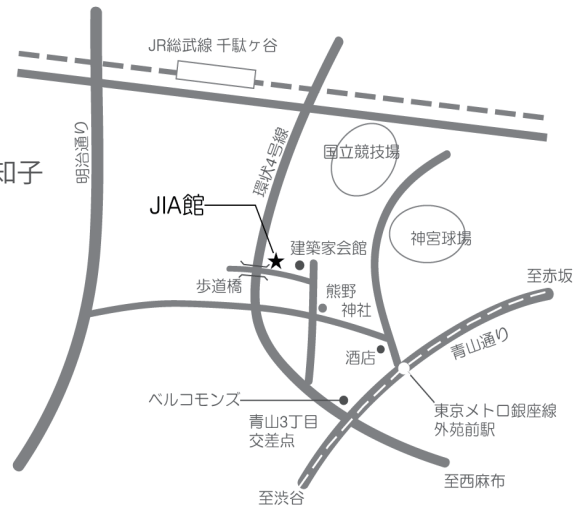 JR総武線 千駄ヶ谷
明治通り
知子
環状4号線
国立競技場
JIA館
神宮球場
建築家会館
歩道橋
熊野
神社
至赤坂
青山通り
酒店
ベルコモンズ
青山3丁目
交差点
東京メトロ銀座線
外苑前駅
至西麻布
至渋谷